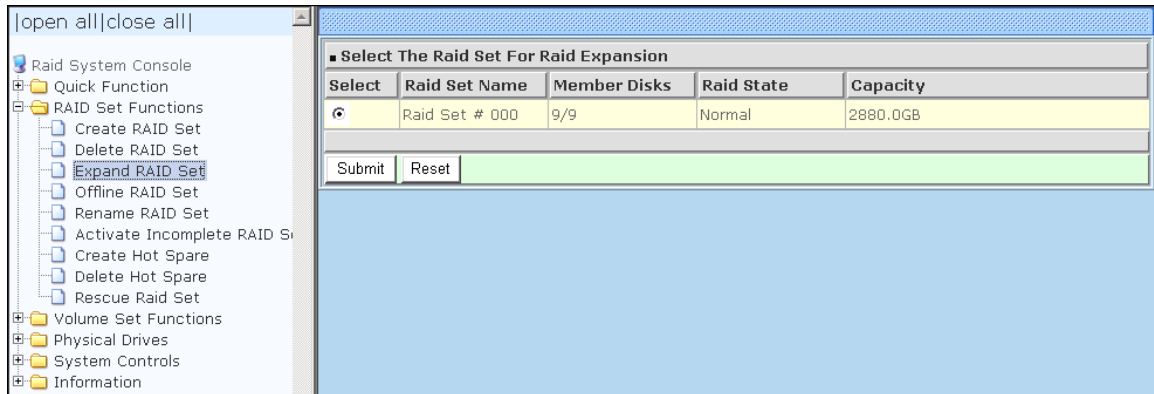 |open all|close all|
Raid System Console
Quick Function
RAID Set Functions
Create RAID Set
Delete RAID Set
Expand RAID Set
Offline RAID Set
Rename RAID Set
Activate Incomplete RAID S
Create Hot Spare
Delete Hot Spare
Rescue Raid Set
Volume Set Functions
Physical Drives
System Controls
Information
Select The Raid Set For Raid Expansion
Select Raid Set Name Member Disks Raid State Capacity
Raid Set # 000 9/9 Normal 2880.0GB
Submit Reset